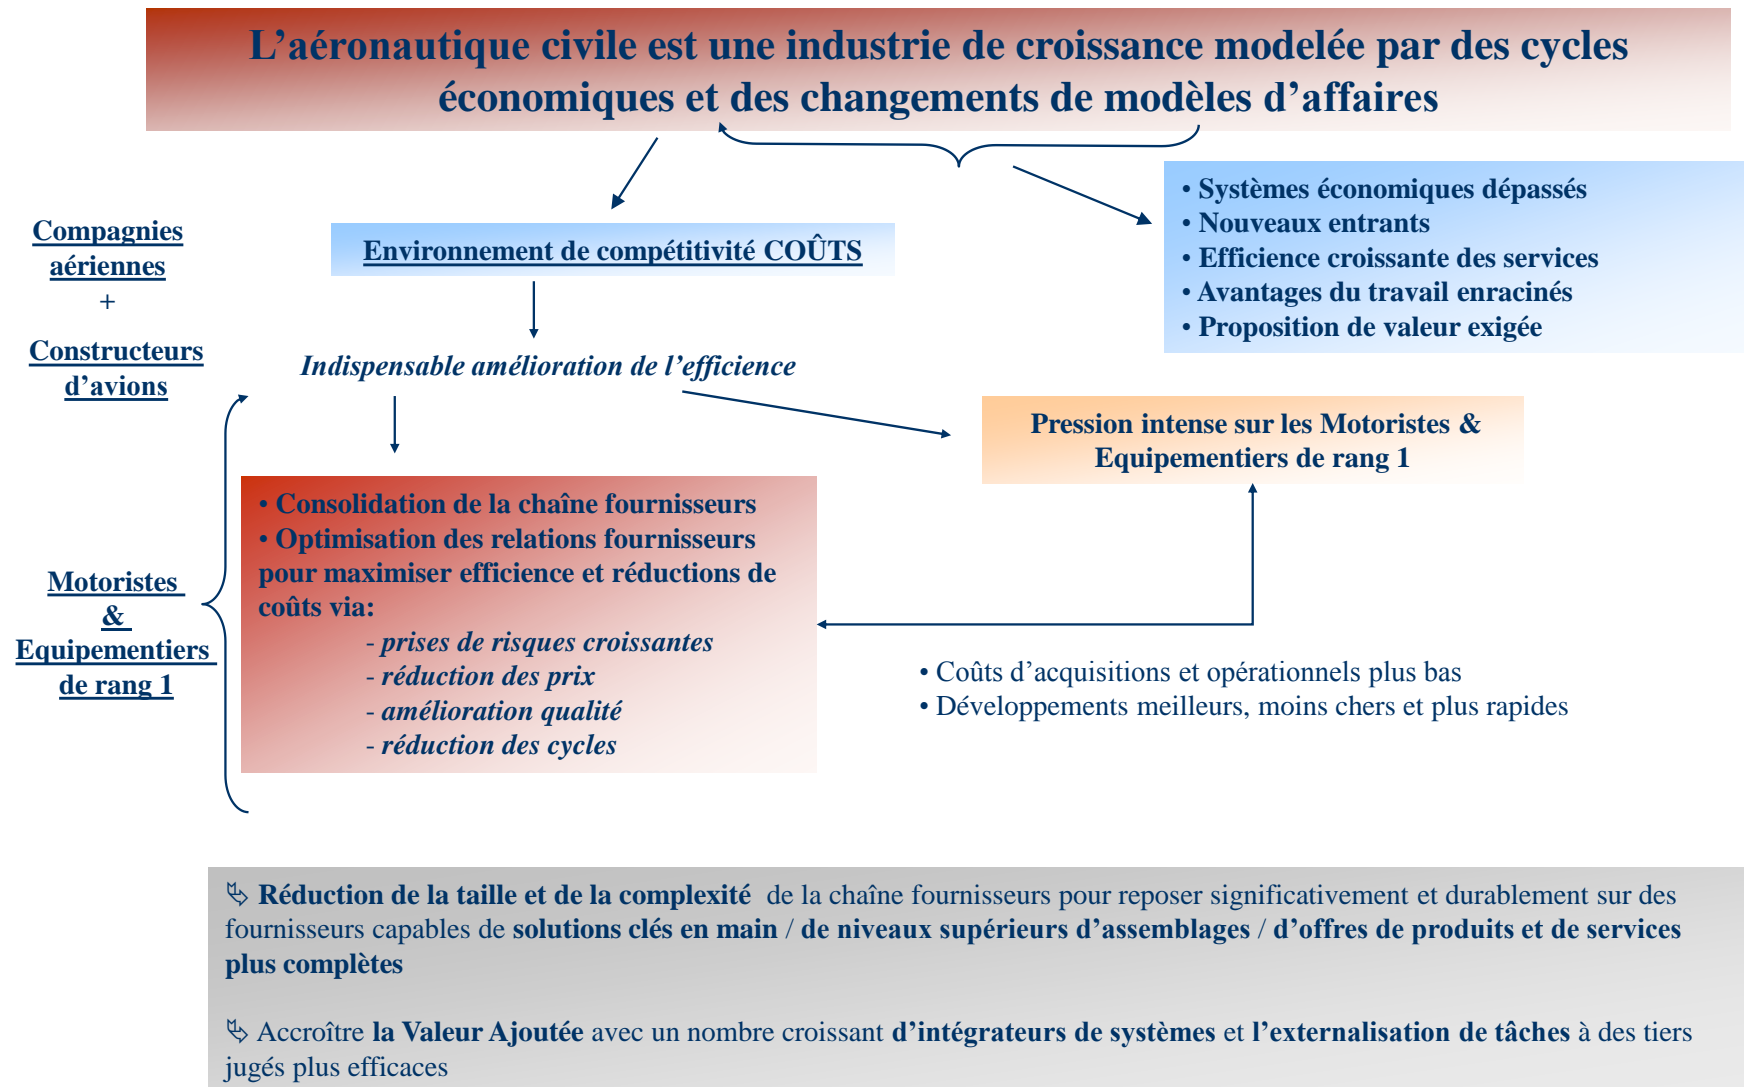 L’aéronautique civile est une industrie de croissance modelée par des cycles
économiques et des changements de modèles d’affaires
• Systèmes économiques dépassés
• Nouveaux entrants
• Efficience croissante des services
• Avantages du travail enracinés
• Proposition de valeur exigée
Compagnies
aériennes
+
Constructeurs
d’avions
Environnement de compétitivité COÛTS
Indispensable amélioration de l’efficience
Pression intense sur les Motoristes &
Equipementiers de rang 1
Motoristes
&
Equipementiers
de rang 1
• Consolidation de la chaîne fournisseurs
• Optimisation des relations fournisseurs
pour maximiser efficience et réductions de
coûts via:
- prises de risques croissantes
- réduction des prix
- amélioration qualité
- réduction des cycles
• Coûts d’acquisitions et opérationnels plus bas
• Développements meilleurs, moins chers et plus rapides
↳ Réduction de la taille et de la complexité de la chaîne fournisseurs pour reposer significativement et durablement sur des
fournisseurs capables de solutions clés en main / de niveaux supérieurs d’assemblages / d’offres de produits et de services
plus complètes
↳ Accroître la Valeur Ajoutée avec un nombre croissant d’intégrateurs de systèmes et l’externalisation de tâches à des tiers
jugés plus efficaces